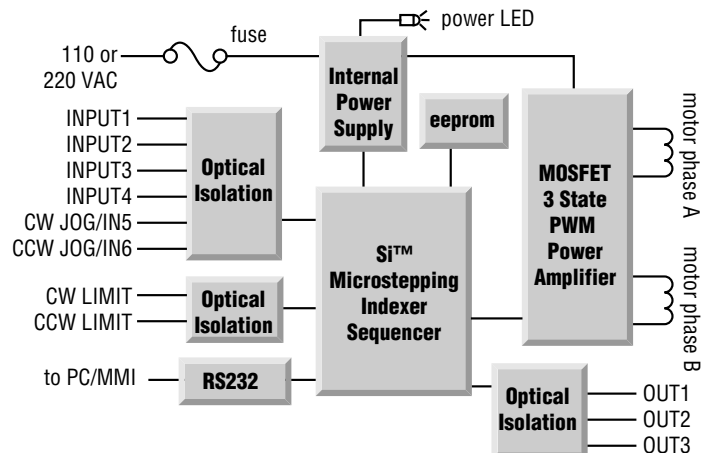 power LED
fuse
110 or
220 VAC
Internal
Power
Supply
eeprom
INPUT1
INPUT2
INPUT3
INPUT4
CW JOG/IN5
CCW JOG/IN6
Optical
Isolation
MOSFET
3 State
PWM
Power
Amplifier
motor phase A
motor phase B
Si™
Microstepping
Indexer
Sequencer
CW LIMIT
CCW LIMIT
Optical
Isolation
to PC/MMI
RS232
Optical
Isolation
OUT1
OUT2
OUT3